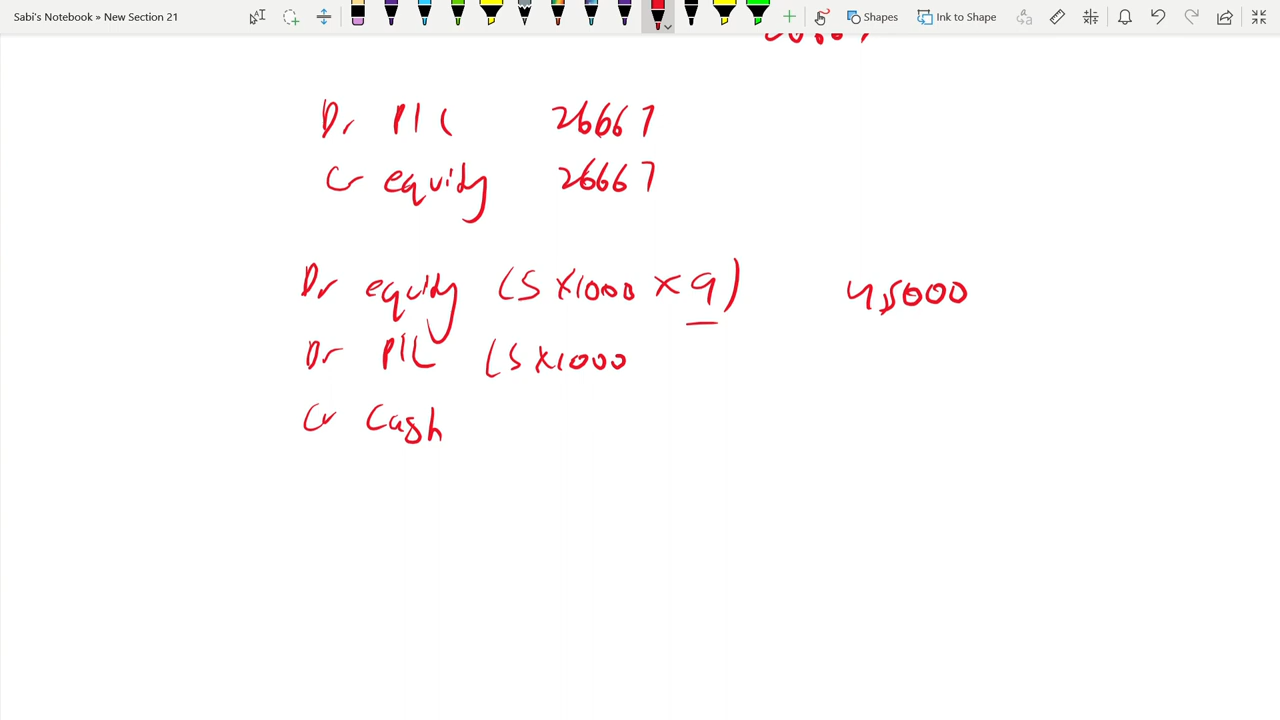 Sabi's Notebook » New Section 21
Shapes
Ink to Shape
Dr P/L 26667
Cr equity 26667
Dr equity (5 x1000 x 9) 45000
Dr P/L (5 x1000
Cr Cash